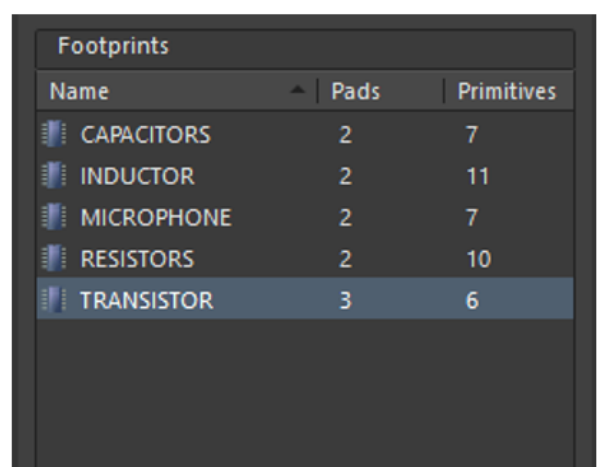 Footprints
Name Pads Primitives
CAPACITORS 2 7
INDUCTOR 2 11
MICROPHONE 2 7
RESISTORS 2 10
TRANSISTOR 3 6